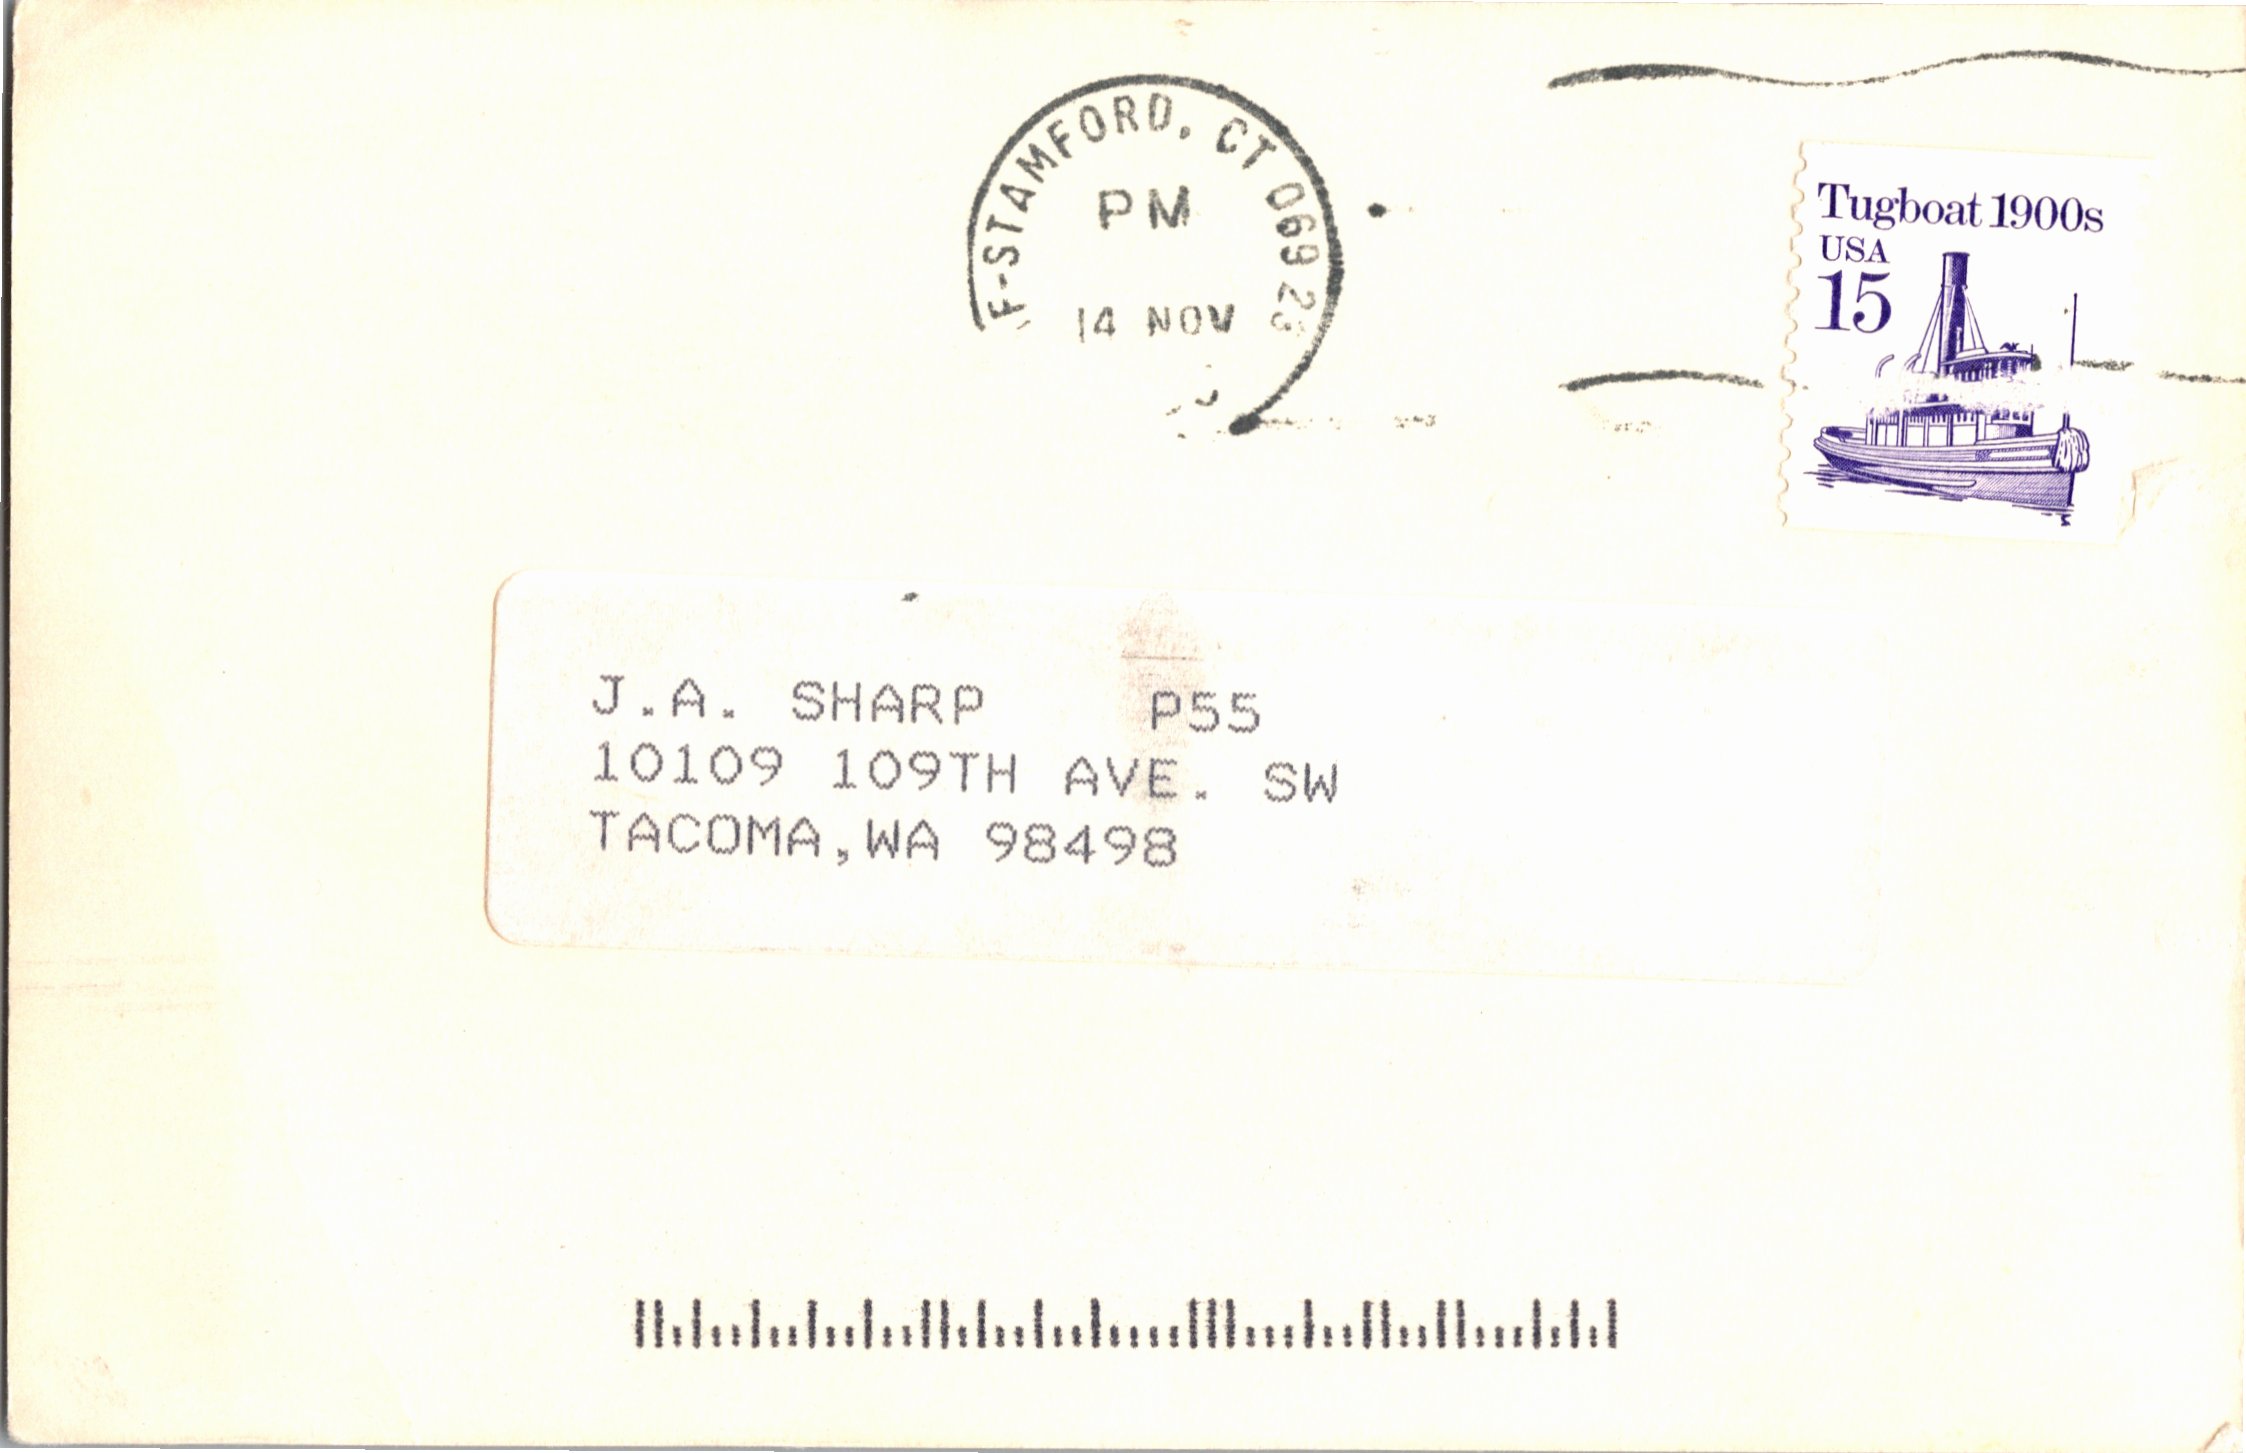 F-STAMFORD, CT 069 23
PM
14 NOV
Tugboat 1900s
USA
15
J.A. SHARP P55
10109 109TH AVE. SW
TACOMA,WA 98498